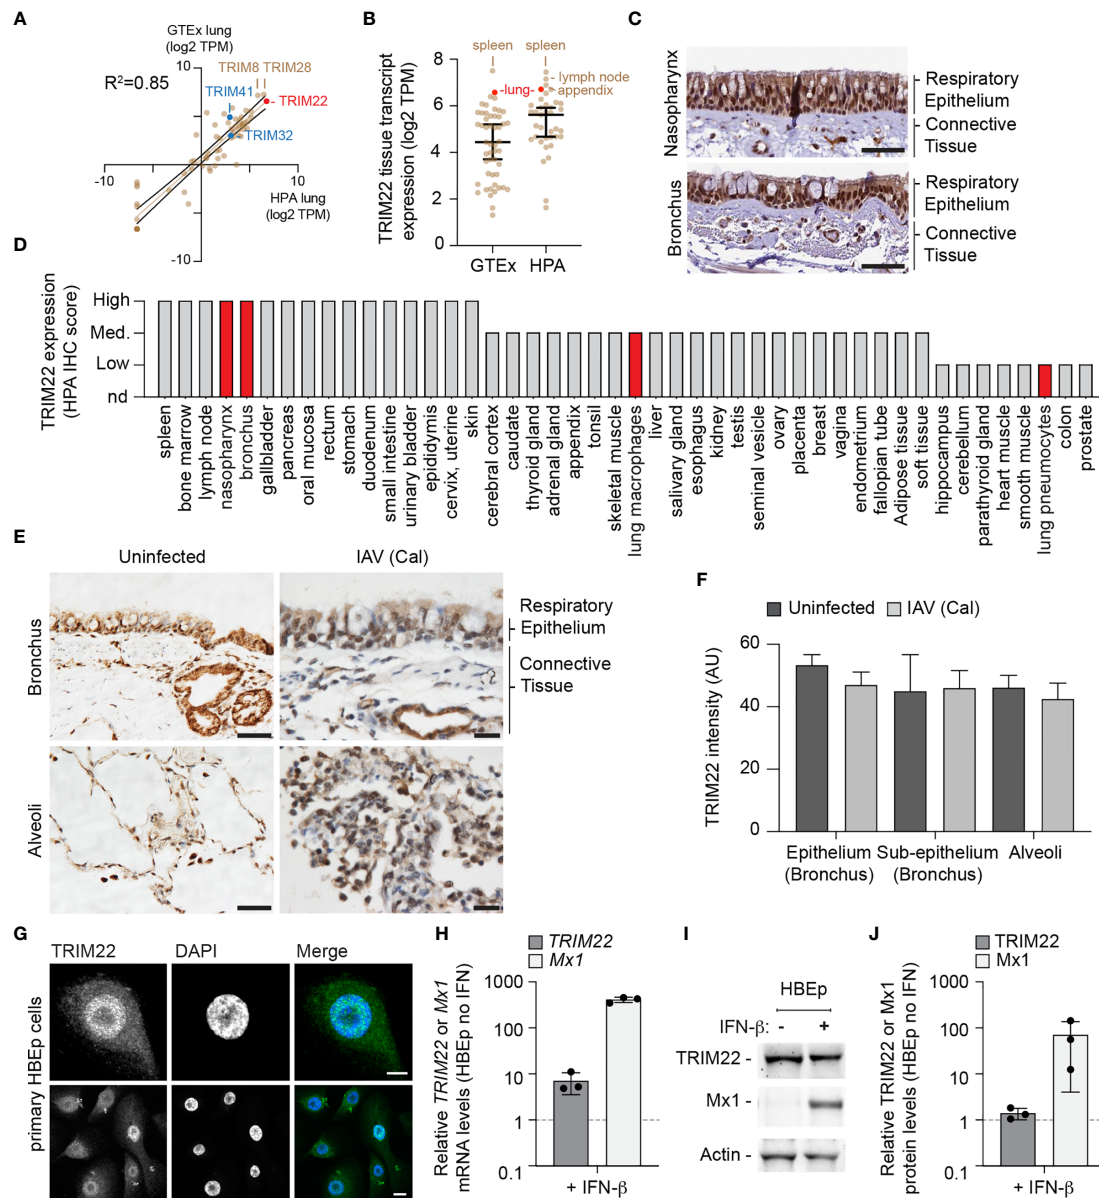 A
GTEx lung
(log2 TPM)
10
R²=0.85
TRIM8 TRIM28
TRIM41
TRIM22
TRIM32
-10
10
HPA lung
(log2 TPM)
-10
B
TRIM22 tissue transcript
expression (log2 TPM)
8
6
4
2
0
spleen
spleen
-lung-
lymph node
appendix
GTEx
HPA
C
Nasopharynx
Respiratory
Epithelium
Connective
Tissue
Bronchus
Respiratory
Epithelium
Connective
Tissue
D
TRIM22 expression
(HPA IHC score)
High
Med.
Low
nd
spleen
bone marrow
lymph node
nasopharynx
bronchus
gallbladder
pancreas
oral mucosa
rectum
stomach
duodenum
small intestine
urinary bladder
epididymis
cervix, uterine
skin
cerebral cortex
caudate
thyroid gland
adrenal gland
appendix
tonsil
skeletal muscle
lung macrophages
liver
salivary gland
esophagus
kidney
testis
seminal vesicle
ovary
placenta
breast
vagina
endometrium
fallopian tube
Adipose tissue
soft tissue
hippocampus
cerebellum
parathyroid gland
heart muscle
smooth muscle
lung pneumocytes
colon
prostate
E
Uninfected
IAV (Cal)
Bronchus
Respiratory
Epithelium
Connective
Tissue
Alveoli
F
Uninfected
IAV (Cal)
TRIM22 intensity (AU)
60
40
20
0
Epithelium
(Bronchus)
Sub-epithelium
(Bronchus)
Alveoli
G
TRIM22
DAPI
Merge
primary HBEp cells
H
TRIM22
Mx1
Relative TRIM22 or Mx1
mRNA levels (HBEp no IFN)
1000
100
10
1
0.1
+ IFN-β
I
HBEp
IFN-β: - +
TRIM22 -
Mx1 -
Actin -
J
TRIM22
Mx1
Relative TRIM22 or Mx1
protein levels (HBEp no IFN)
1000
100
10
1
0.1
+ IFN-β